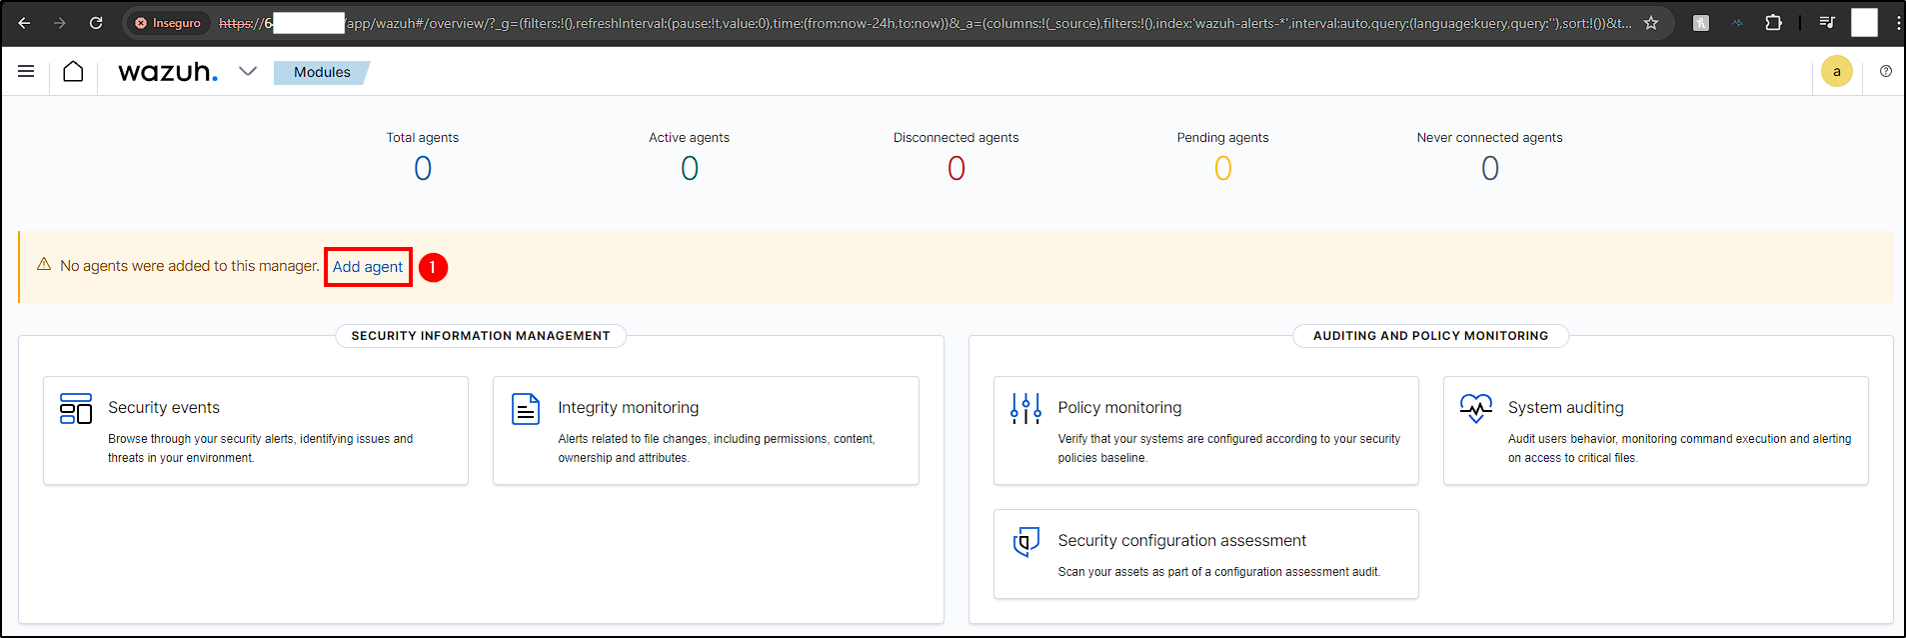 Inseguro https://6 /app/wazuh#/overview/?_g=(filters:!(),refreshInterval:(pause:!t,value:0),time:(from:now-24h,to:now))&_a=(columns:!(_source),filters:!(),index:'wazuh-alerts-*',interval:auto,query:(language:kuery,query:''),sort:!())&t...
wazuh. Modules a
Total agents Active agents Disconnected agents Pending agents Never connected agents
0 0 0 0 0
No agents were added to this manager. Add agent 1
SECURITY INFORMATION MANAGEMENT
Security events
Browse through your security alerts, identifying issues and
threats in your environment.
Integrity monitoring
Alerts related to file changes, including permissions, content,
ownership and attributes.
AUDITING AND POLICY MONITORING
Policy monitoring
Verify that your systems are configured according to your security
policies baseline.
System auditing
Audit users behavior, monitoring command execution and alerting
on access to critical files.
Security configuration assessment
Scan your assets as part of a configuration assessment audit.